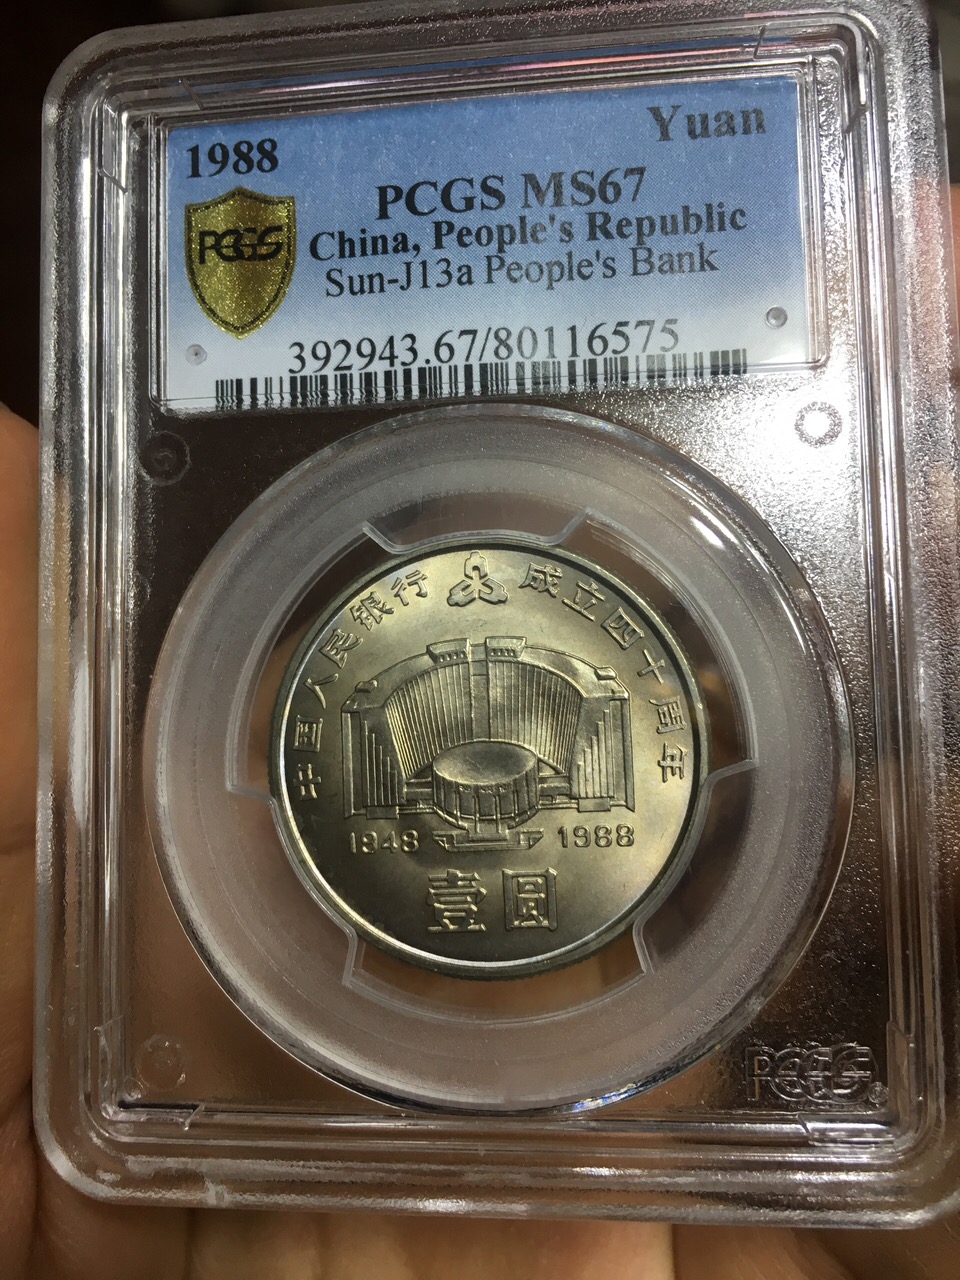 1988
Yuan
PCGS MS67
PCGS
China, People's Republic
Sun-J13a People's Bank
392943.67/80116575
中国人民银行 成立四十周年
1948 1988
壹圆
PCGS